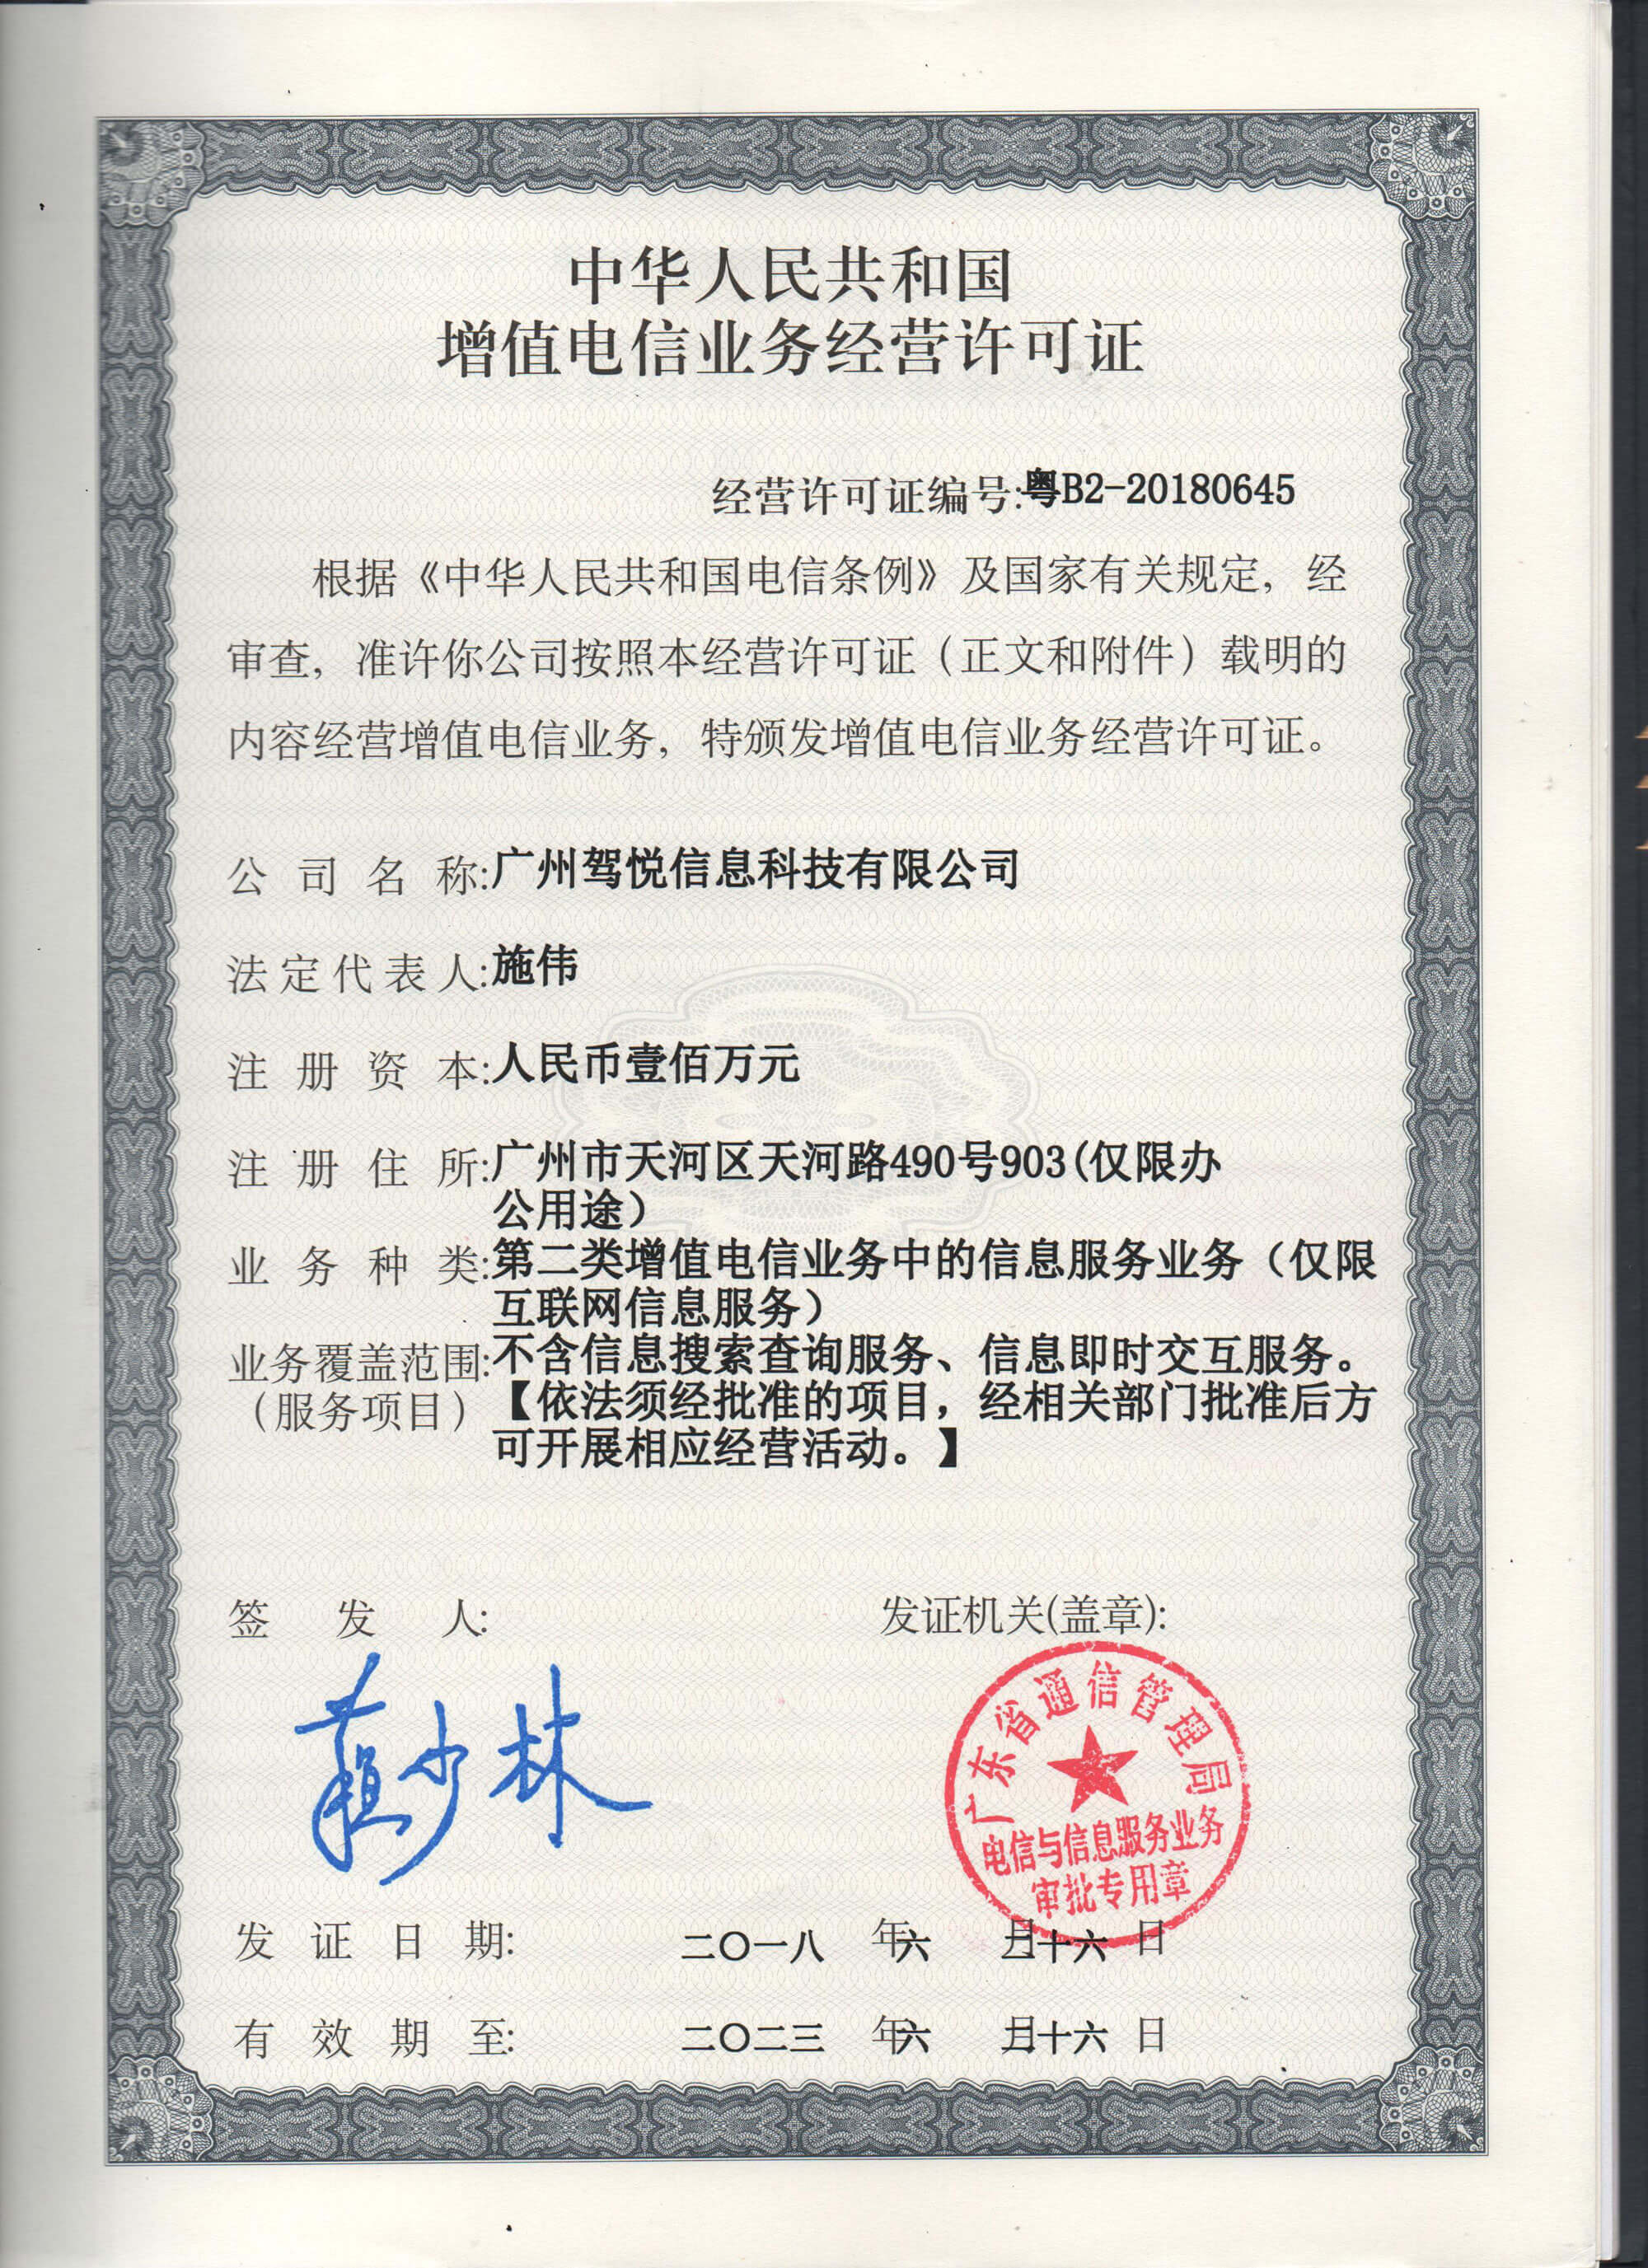 中华人民共和国
增值电信业务经营许可证
经营许可证编号:粤B2-20180645
根据《中华人民共和国电信条例》及国家有关规定，经
审查，准许你公司按照本经营许可证（正文和附件）载明的
内容经营增值电信业务，特颁发增值电信业务经营许可证。
公司名称:广州驾悦信息科技有限公司
法定代表人:施伟
注册资本:人民币壹佰万元
注册住所:广州市天河区天河路490号903(仅限办
公用途）
业务种类:第二类增值电信业务中的信息服务业务（仅限
互联网信息服务）
业务覆盖范围:不含信息搜索查询服务、信息即时交互服务。
（服务项目）【依法须经批准的项目，经相关部门批准后方
可开展相应经营活动。】
签发人: 发证机关(盖章):
少林
广东省通信管理局
电信与信息服务业务
审批专用章
发证日期: 二〇一八年六月十六日
有效期至: 二〇二三年六月十六日